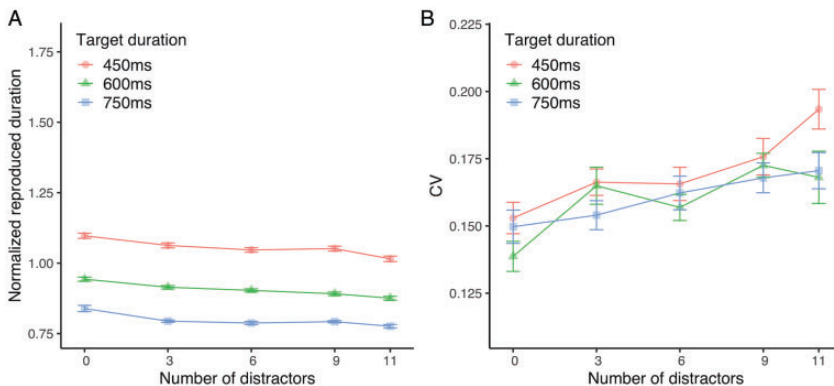 A
Target duration
450ms
600ms
750ms
1.75
1.50
1.25
1.00
0.75
Normalized reproduced duration
0 3 6 9 11
Number of distractors
B
Target duration
450ms
600ms
750ms
0.225
0.200
0.175
0.150
0.125
CV
0 3 6 9 11
Number of distractors